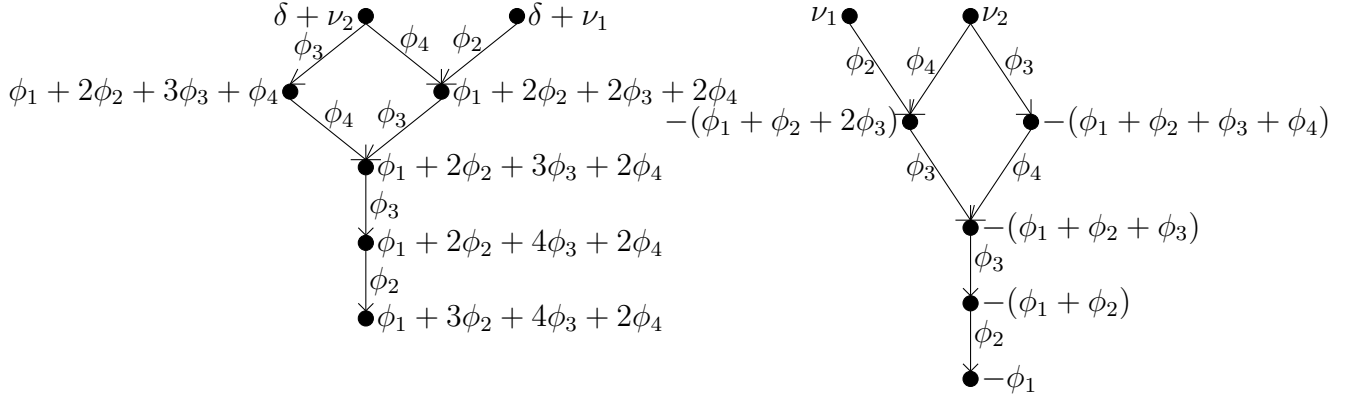 δ + ν₂
δ + ν₁
ϕ₃
ϕ₄
ϕ₂
ϕ₁ + 2ϕ₂ + 3ϕ₃ + ϕ₄
ϕ₁ + 2ϕ₂ + 2ϕ₃ + 2ϕ₄
ϕ₄
ϕ₃
ϕ₁ + 2ϕ₂ + 3ϕ₃ + 2ϕ₄
ϕ₃
ϕ₁ + 2ϕ₂ + 4ϕ₃ + 2ϕ₄
ϕ₂
ϕ₁ + 3ϕ₂ + 4ϕ₃ + 2ϕ₄
ν₁
ν₂
ϕ₂
ϕ₄
ϕ₃
−(ϕ₁ + ϕ₂ + 2ϕ₃)
−(ϕ₁ + ϕ₂ + ϕ₃ + ϕ₄)
ϕ₃
ϕ₄
−(ϕ₁ + ϕ₂ + ϕ₃)
ϕ₃
−(ϕ₁ + ϕ₂)
ϕ₂
−ϕ₁